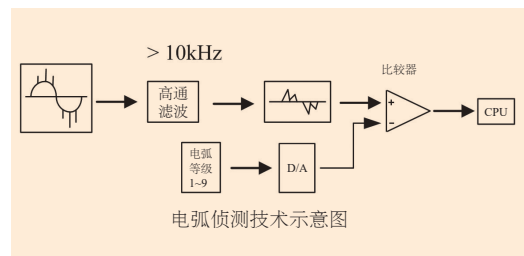 > 10kHz
高通
滤波
比较器
+
−
CPU
电弧
等级
1~9
D/A
电弧侦测技术示意图